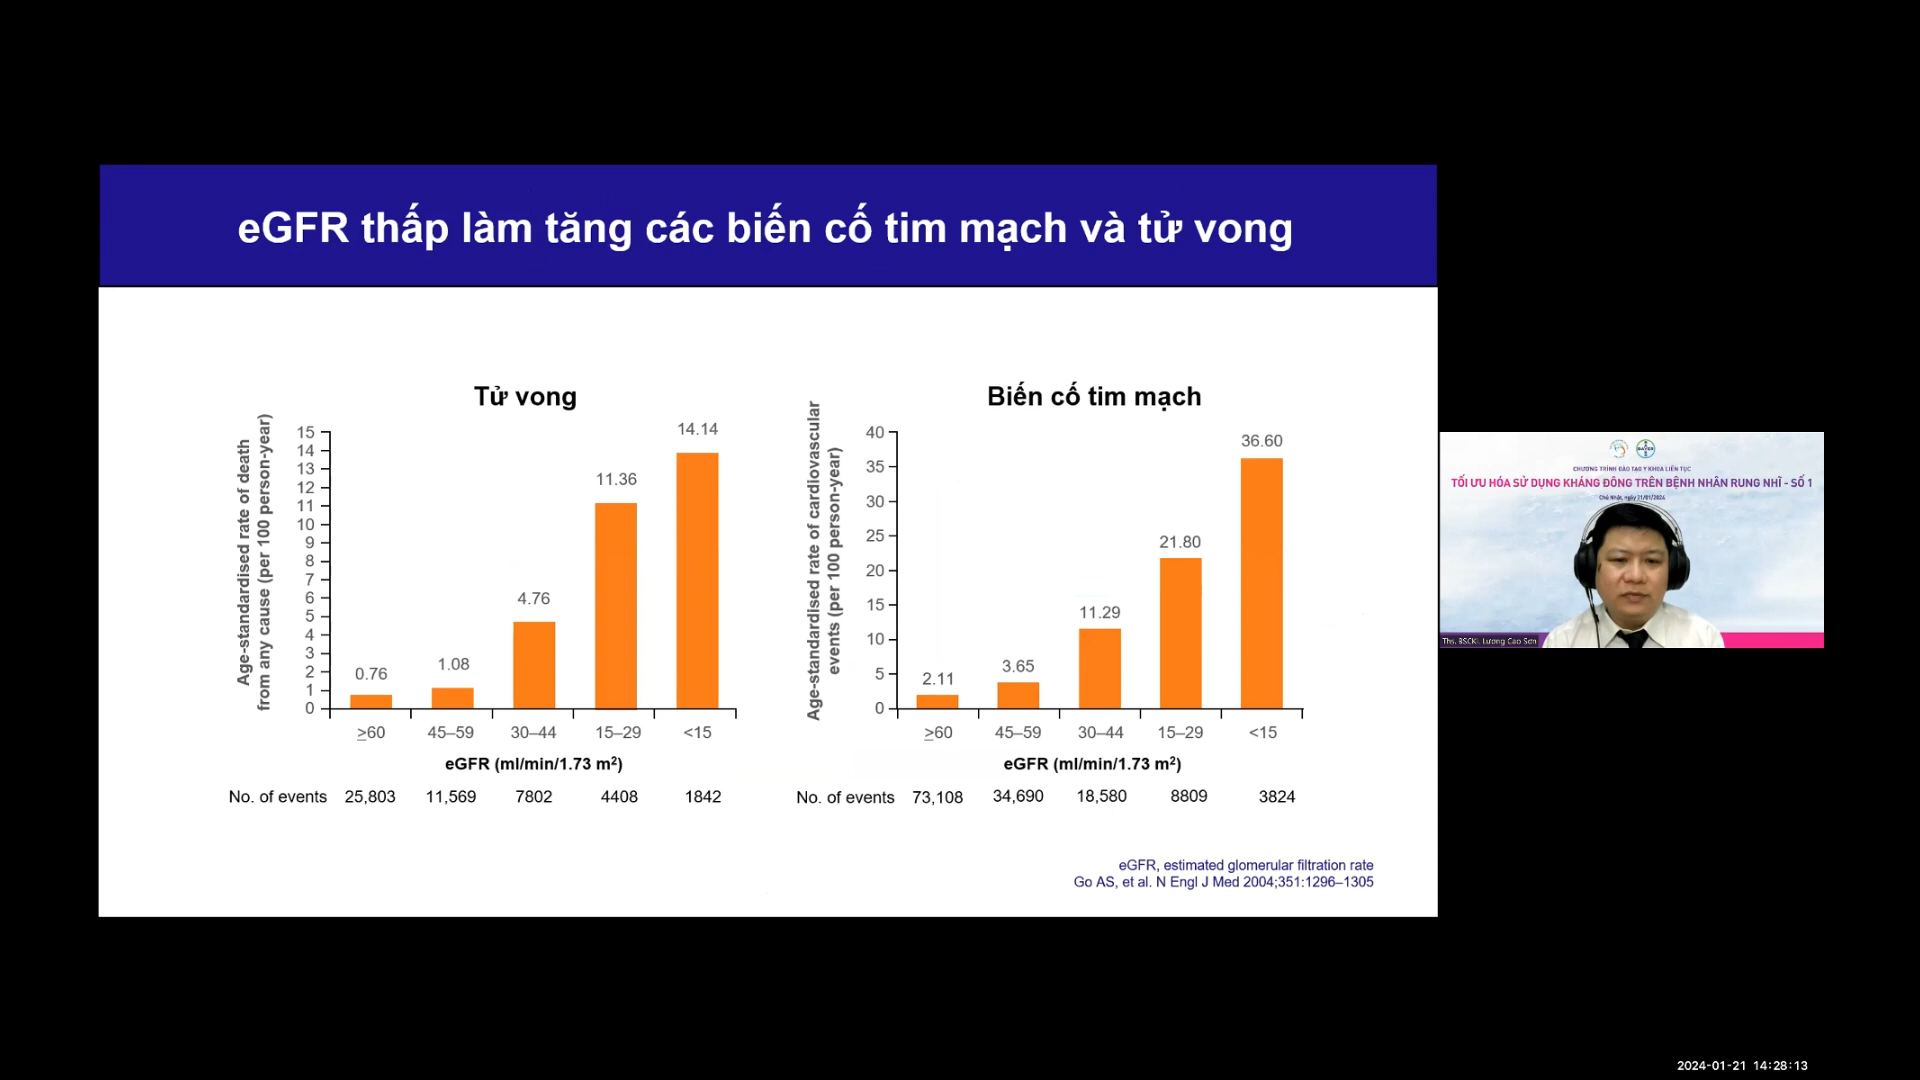 eGFR thấp làm tăng các biến cố tim mạch và tử vong
Tử vong
Age-standardised rate of death
from any cause (per 100 person-year)
15
14
13
12
11
10
9
8
7
6
5
4
3
2
1
0
0.76
1.08
4.76
11.36
14.14
≥60
45–59
30–44
15–29
<15
eGFR (ml/min/1.73 m²)
No. of events 25,803 11,569 7802 4408 1842
Biến cố tim mạch
Age-standardised rate of cardiovascular
events (per 100 person-year)
40
35
30
25
20
15
10
5
0
2.11
3.65
11.29
21.80
36.60
≥60
45–59
30–44
15–29
<15
eGFR (ml/min/1.73 m²)
No. of events 73,108 34,690 18,580 8809 3824
eGFR, estimated glomerular filtration rate
Go AS, et al. N Engl J Med 2004;351:1296–1305
CHƯƠNG TRÌNH ĐÀO TẠO Y KHOA LIÊN TỤC
TỐI ƯU HÓA SỬ DỤNG KHÁNG ĐÔNG TRÊN BỆNH NHÂN RUNG NHĨ - SỐ 1
Chủ Nhật, ngày 21/01/2024
Ths. BSCKI. Lương Cao Sơn
2024-01-21 14:28:13